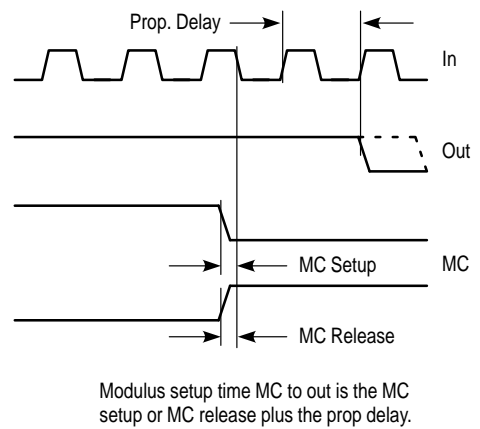 Prop. Delay
In
Out
MC Setup
MC
MC Release
Modulus setup time MC to out is the MC
setup or MC release plus the prop delay.